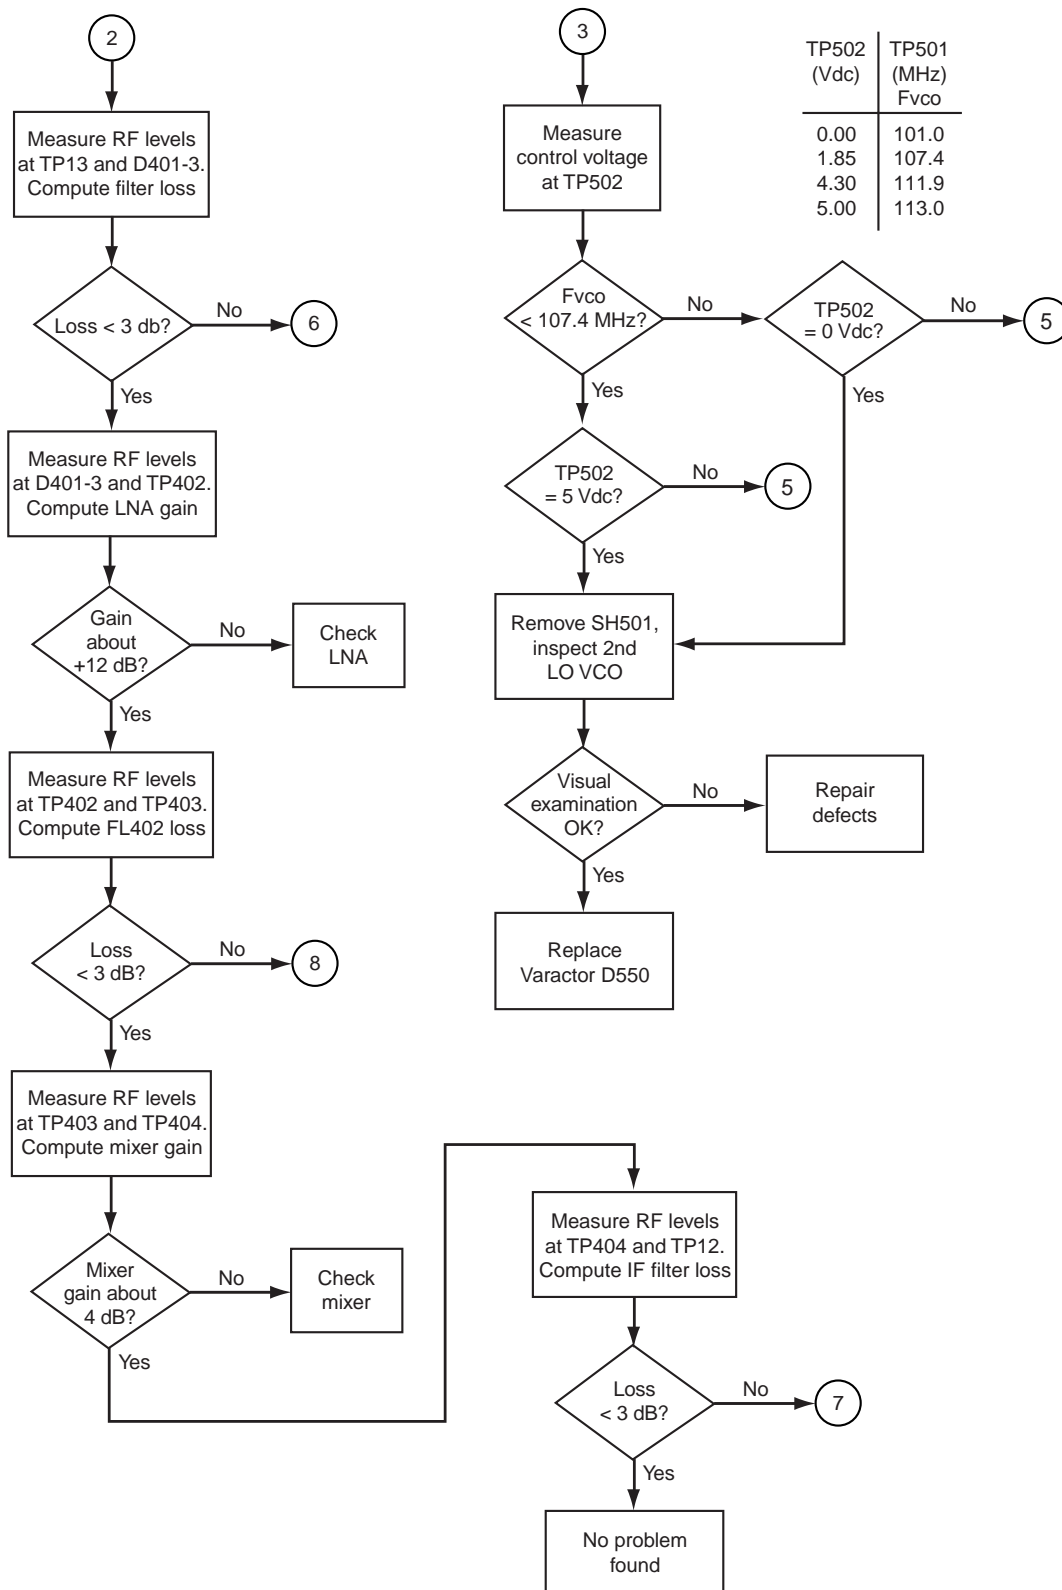 2
Measure RF levels
at TP13 and D401-3.
Compute filter loss
Loss < 3 db?
No
6
Yes
Measure RF levels
at D401-3 and TP402.
Compute LNA gain
Gain
about
+12 dB?
No
Check
LNA
Yes
Measure RF levels
at TP402 and TP403.
Compute FL402 loss
Loss
< 3 dB?
No
8
Yes
Measure RF levels
at TP403 and TP404.
Compute mixer gain
Mixer
gain about
4 dB?
No
Check
mixer
Yes
Measure RF levels
at TP404 and TP12.
Compute IF filter loss
Loss
< 3 dB?
No
7
Yes
No problem
found
3
Measure
control voltage
at TP502
Fvco
< 107.4 MHz?
No
TP502
= 0 Vdc?
No
5
Yes
Yes
TP502
= 5 Vdc?
No
5
Yes
Remove SH501,
inspect 2nd
LO VCO
Visual
examination
OK?
No
Repair
defects
Yes
Replace
Varactor D550
TP502 TP501
(Vdc) (MHz)
Fvco
0.00 101.0
1.85 107.4
4.30 111.9
5.00 113.0